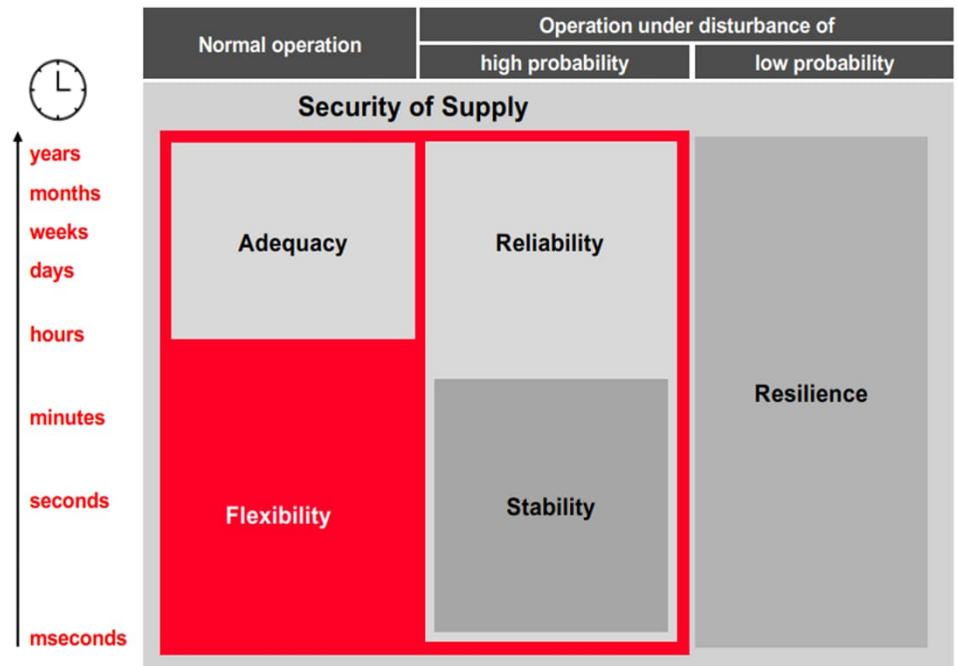 Normal operation
Operation under disturbance of
high probability
low probability
Security of Supply
years
months
weeks
days
hours
minutes
seconds
mseconds
Adequacy
Reliability
Resilience
Flexibility
Stability